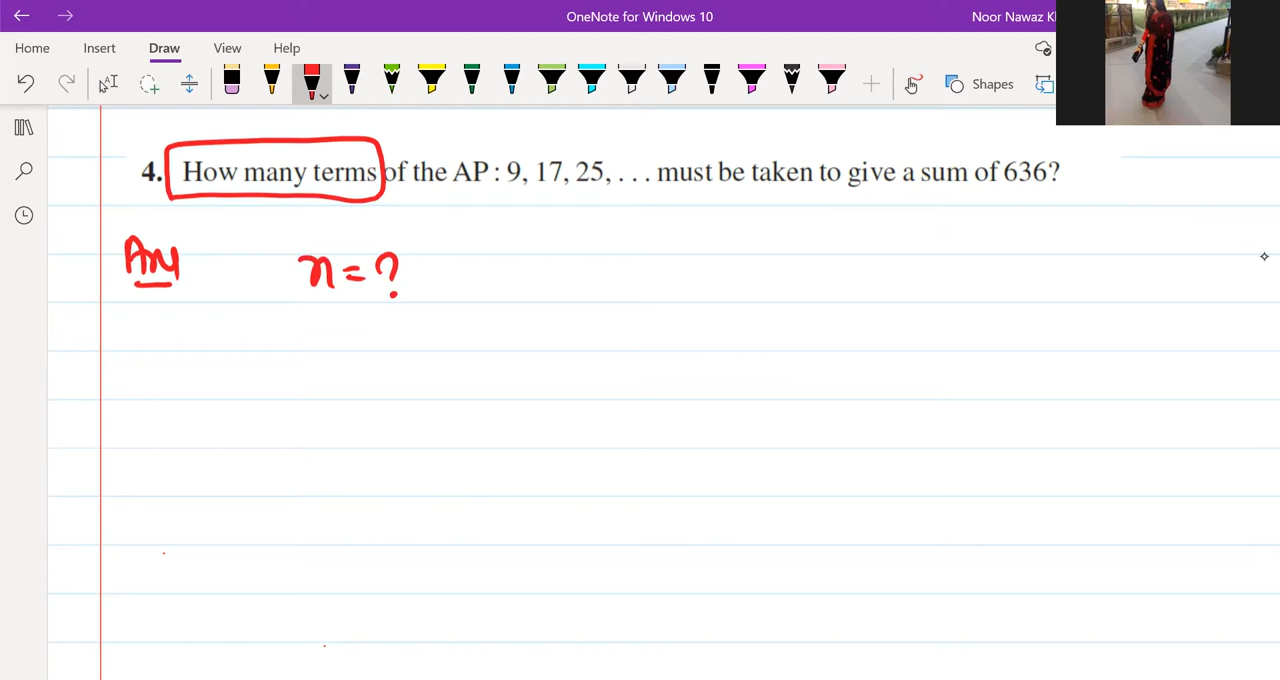 OneNote for Windows 10
Noor Nawaz Kh
Home Insert Draw View Help
Shapes
4. How many terms of the AP : 9, 17, 25, . . . must be taken to give a sum of 636?
Ans
n = ?